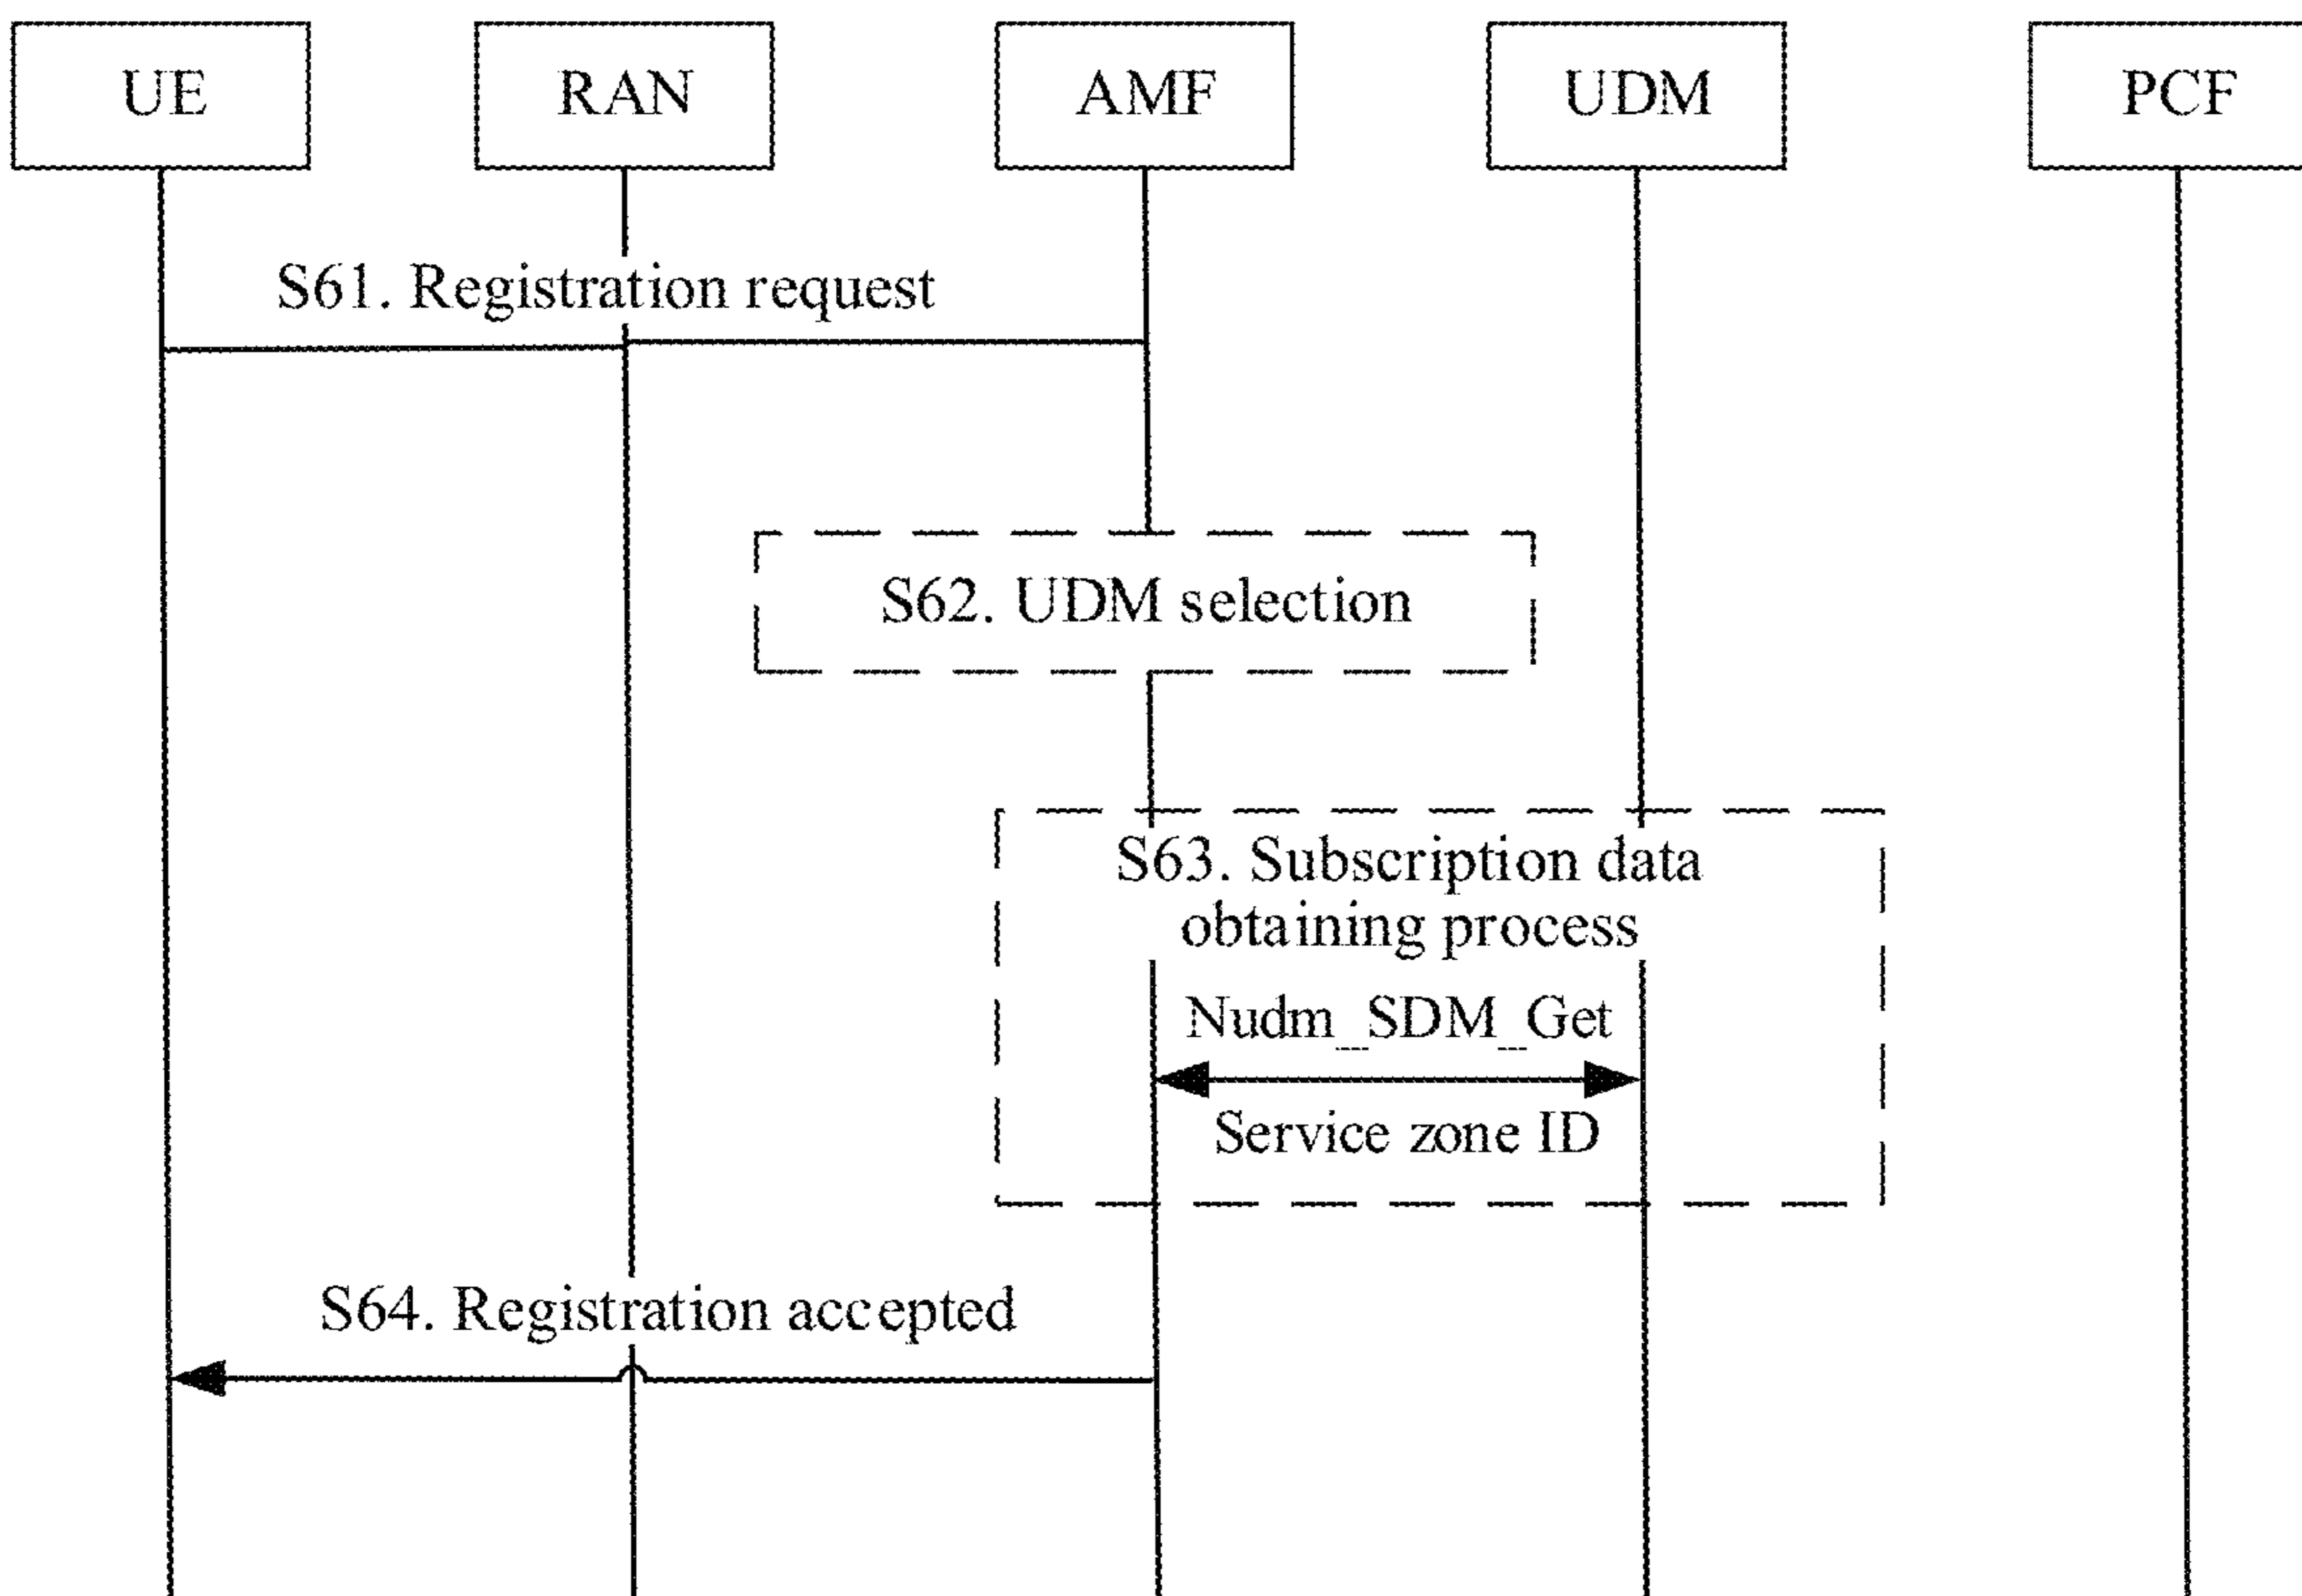 UE
RAN
AMF
UDM
PCF
S61. Registration request
S62. UDM selection
S63. Subscription data
obtaining process
Nudm_SDM_Get
Service zone ID
S64. Registration accepted